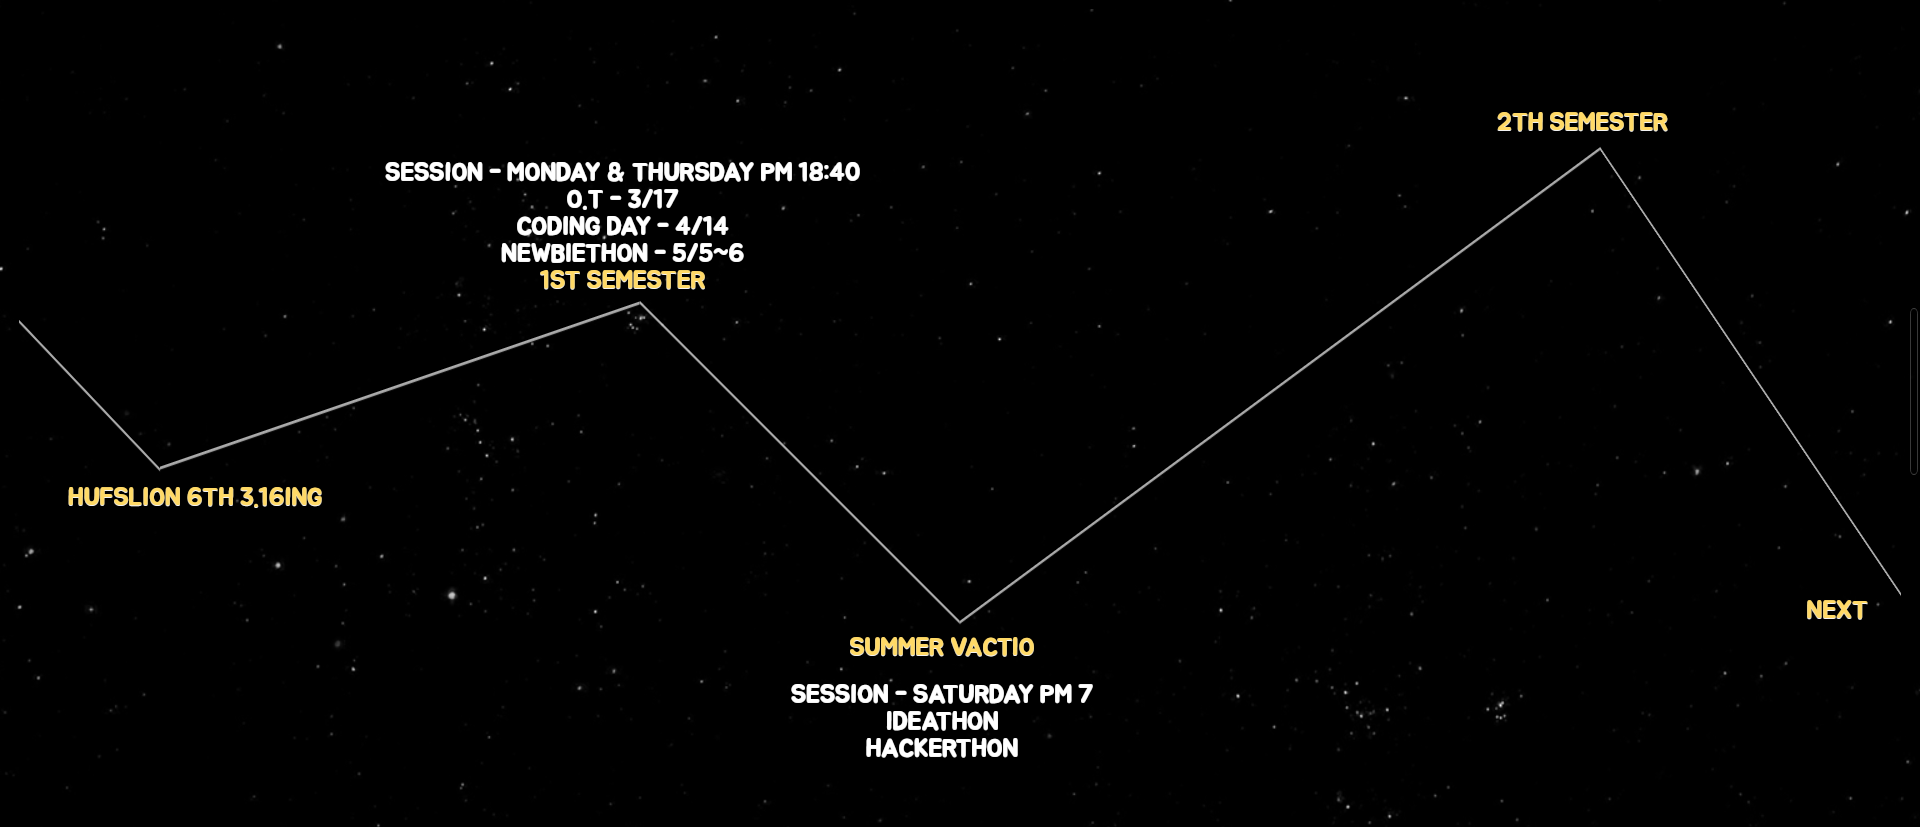 2TH SEMESTER
SESSION - MONDAY & THURSDAY PM 18:40
O.T - 3/17
CODING DAY - 4/14
NEWBIETHON - 5/5~6
1ST SEMESTER
HUFSLION 6TH 3.16ING
NEXT
SUMMER VACTIO
SESSION - SATURDAY PM 7
IDEATHON
HACKERTHON